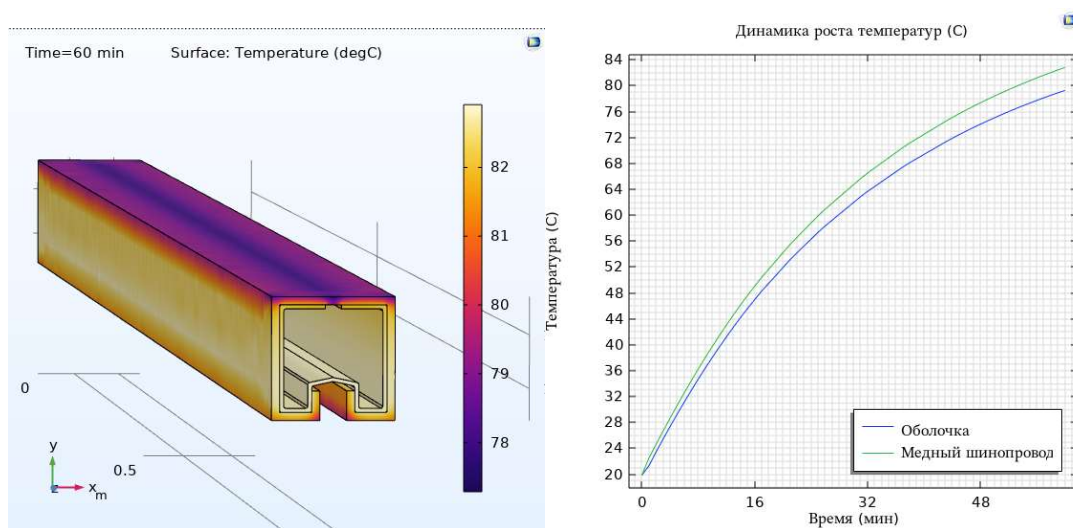 Time=60 min Surface: Temperature (degC)
82
81
80
79
78
0
0.5
y
z
x
m
Динамика роста температур (С)
84
80
76
72
68
64
60
56
52
48
44
40
36
32
28
24
20
Температура (С)
Оболочка
Медный шинопровод
0 16 32 48
Время (мин)